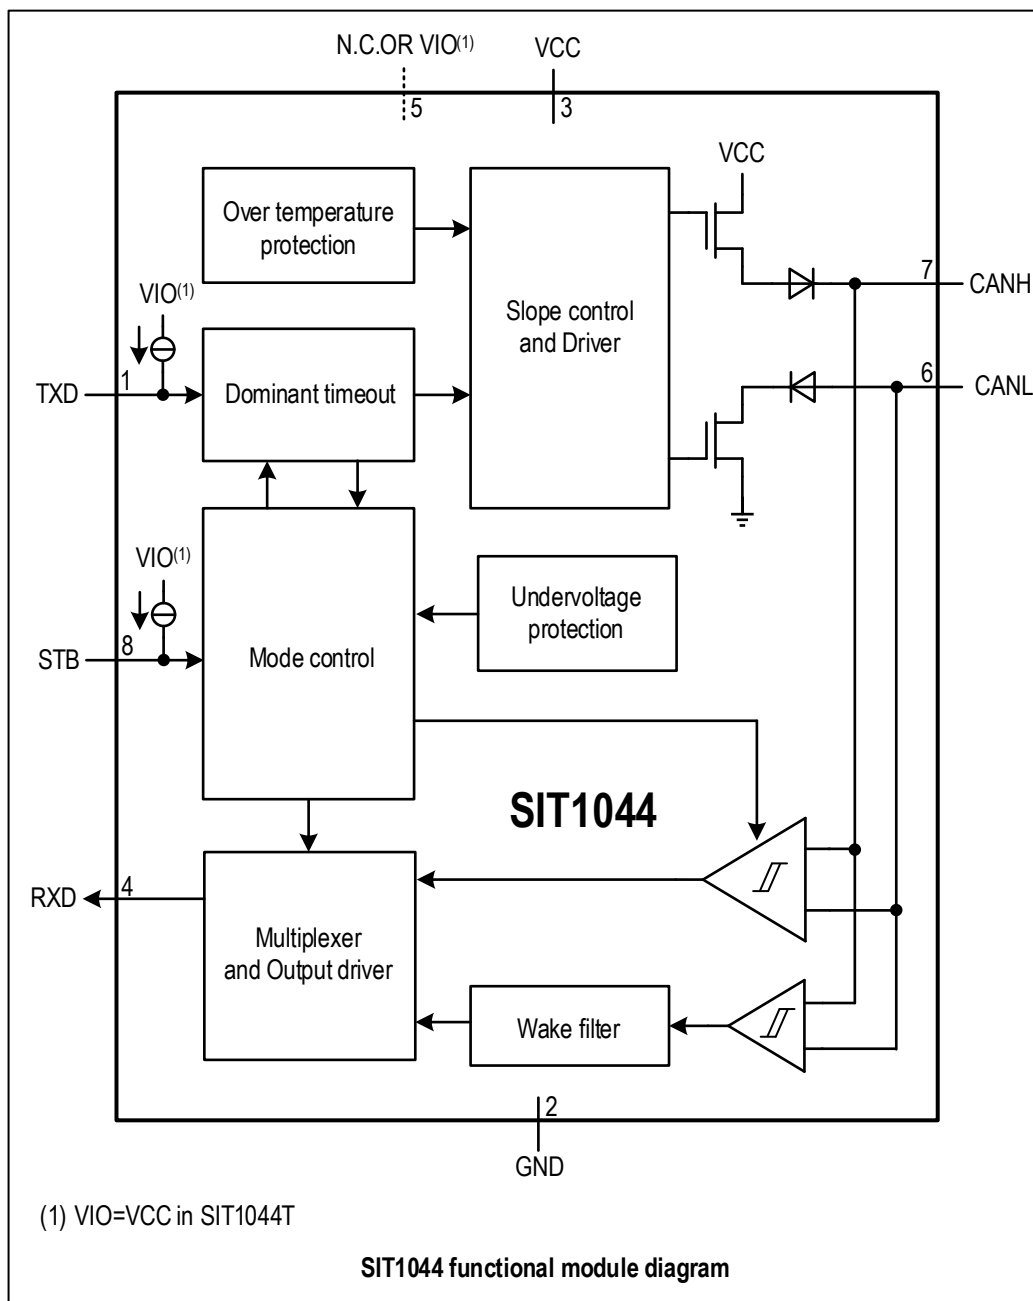 N.C.OR VIO(1)
VCC
5
3
VCC
Over temperature
protection
7
CANH
VIO(1)
Slope control
and Driver
TXD
1
Dominant timeout
6
CANL
VIO(1)
Undervoltage
protection
STB
8
Mode control
SIT1044
RXD
4
Multiplexer
and Output driver
Wake filter
2
GND
(1) VIO=VCC in SIT1044T
SIT1044 functional module diagram